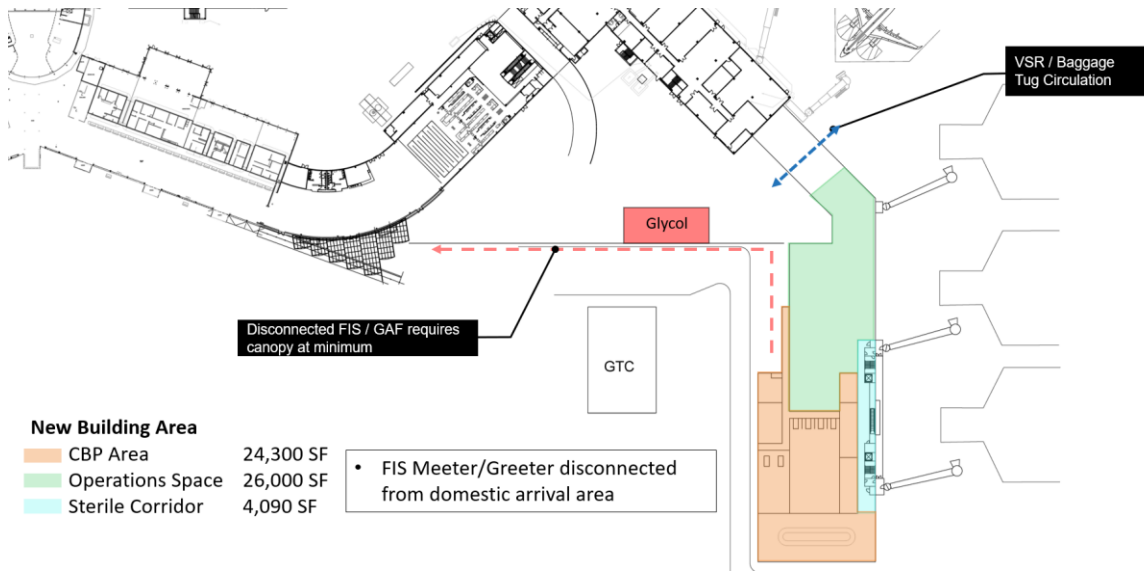 VSR / Baggage
Tug Circulation
Glycol
Disconnected FIS / GAF requires
canopy at minimum
GTC
New Building Area
CBP Area 24,300 SF
Operations Space 26,000 SF
Sterile Corridor 4,090 SF
• FIS Meeter/Greeter disconnected
from domestic arrival area